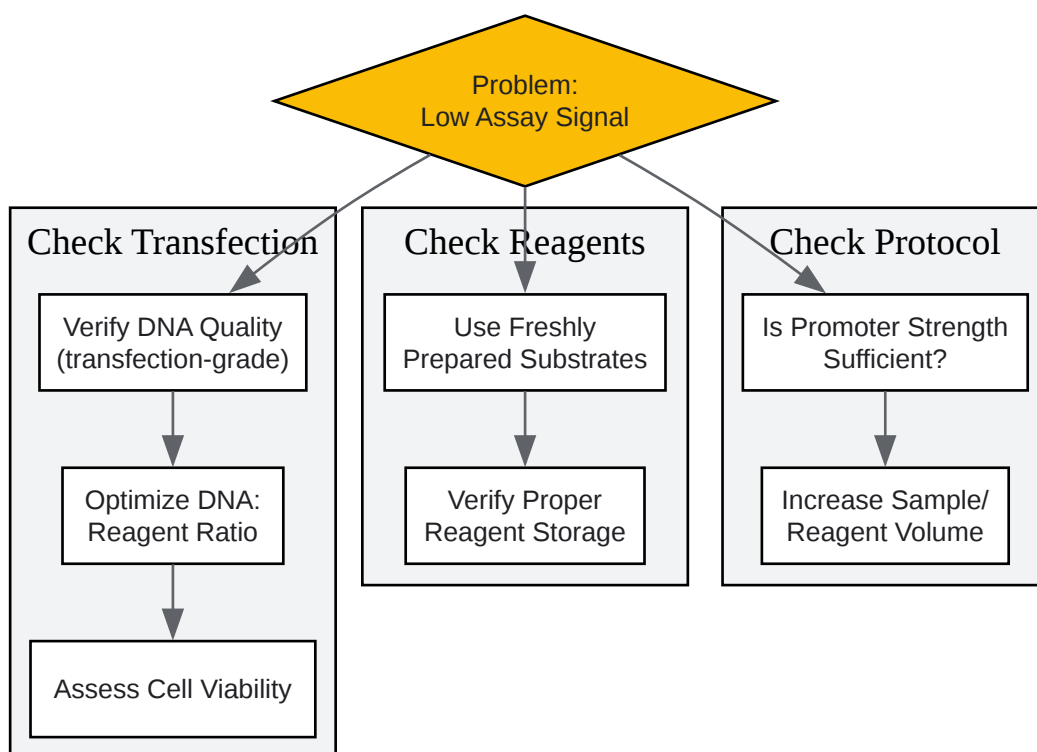 Problem:
Low Assay Signal
Check Transfection
Verify DNA Quality
(transfection-grade)
Optimize DNA:
Reagent Ratio
Assess Cell Viability
Check Reagents
Use Freshly
Prepared Substrates
Verify Proper
Reagent Storage
Check Protocol
Is Promoter Strength
Sufficient?
Increase Sample/
Reagent Volume